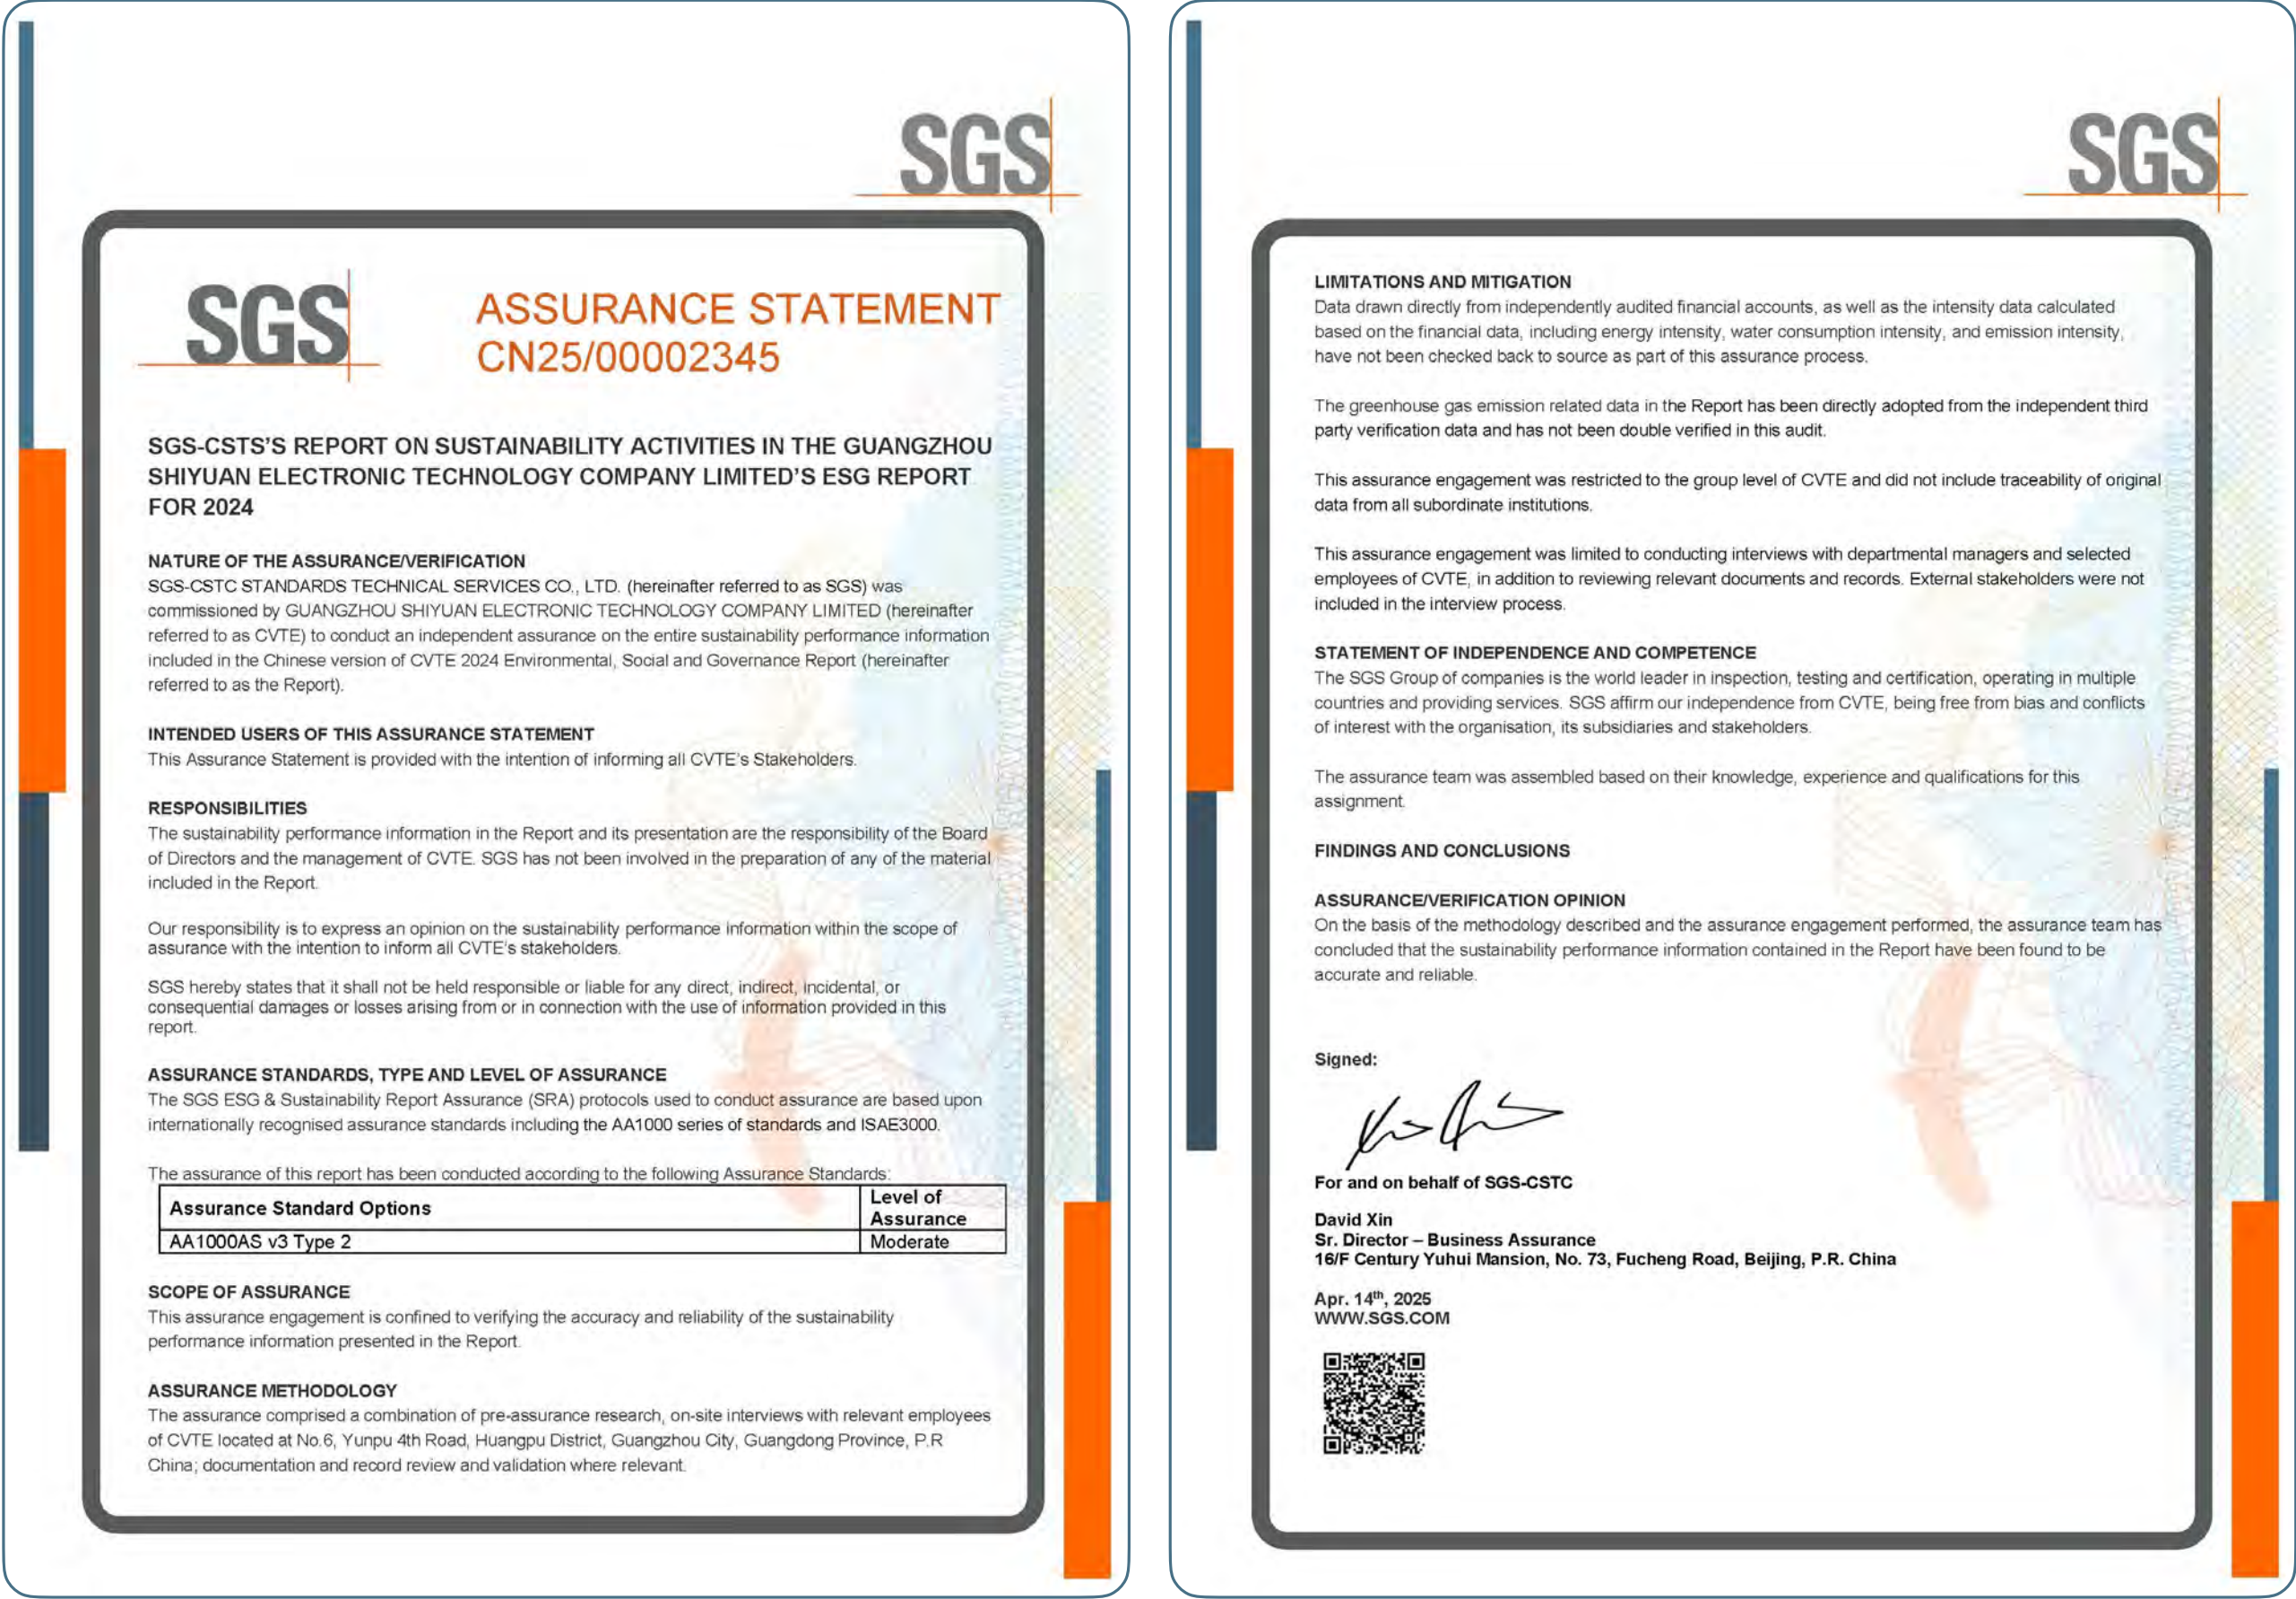 SGS
SGS
ASSURANCE STATEMENT
CN25/00002345
SGS-CSTS'S REPORT ON SUSTAINABILITY ACTIVITIES IN THE GUANGZHOU
SHIYUAN ELECTRONIC TECHNOLOGY COMPANY LIMITED'S ESG REPORT
FOR 2024
NATURE OF THE ASSURANCE/VERIFICATION
SGS-CSTC STANDARDS TECHNICAL SERVICES CO., LTD. (hereinafter referred to as SGS) was
commissioned by GUANGZHOU SHIYUAN ELECTRONIC TECHNOLOGY COMPANY LIMITED (hereinafter
referred to as CVTE) to conduct an independent assurance on the entire sustainability performance information
included in the Chinese version of CVTE 2024 Environmental, Social and Governance Report (hereinafter
referred to as the Report).
INTENDED USERS OF THIS ASSURANCE STATEMENT
This Assurance Statement is provided with the intention of informing all CVTE's Stakeholders.
RESPONSIBILITIES
The sustainability performance information in the Report and its presentation are the responsibility of the Board
of Directors and the management of CVTE. SGS has not been involved in the preparation of any of the material
included in the Report.
Our responsibility is to express an opinion on the sustainability performance information within the scope of
assurance with the intention to inform all CVTE's stakeholders.
SGS hereby states that it shall not be held responsible or liable for any direct, indirect, incidental, or
consequential damages or losses arising from or in connection with the use of information provided in this
report.
ASSURANCE STANDARDS, TYPE AND LEVEL OF ASSURANCE
The SGS ESG & Sustainability Report Assurance (SRA) protocols used to conduct assurance are based upon
internationally recognised assurance standards including the AA1000 series of standards and ISAE3000.
The assurance of this report has been conducted according to the following Assurance Standards:
Assurance Standard Options
Level of
Assurance
AA1000AS v3 Type 2
Moderate
SCOPE OF ASSURANCE
This assurance engagement is confined to verifying the accuracy and reliability of the sustainability
performance information presented in the Report.
ASSURANCE METHODOLOGY
The assurance comprised a combination of pre-assurance research, on-site interviews with relevant employees
of CVTE located at No.6, Yunpu 4th Road, Huangpu District, Guangzhou City, Guangdong Province, P.R
China; documentation and record review and validation where relevant.
SGS
LIMITATIONS AND MITIGATION
Data drawn directly from independently audited financial accounts, as well as the intensity data calculated
based on the financial data, including energy intensity, water consumption intensity, and emission intensity,
have not been checked back to source as part of this assurance process.
The greenhouse gas emission related data in the Report has been directly adopted from the independent third
party verification data and has not been double verified in this audit.
This assurance engagement was restricted to the group level of CVTE and did not include traceability of original
data from all subordinate institutions.
This assurance engagement was limited to conducting interviews with departmental managers and selected
employees of CVTE, in addition to reviewing relevant documents and records. External stakeholders were not
included in the interview process.
STATEMENT OF INDEPENDENCE AND COMPETENCE
The SGS Group of companies is the world leader in inspection, testing and certification, operating in multiple
countries and providing services. SGS affirm our independence from CVTE, being free from bias and conflicts
of interest with the organisation, its subsidiaries and stakeholders.
The assurance team was assembled based on their knowledge, experience and qualifications for this
assignment.
FINDINGS AND CONCLUSIONS
ASSURANCE/VERIFICATION OPINION
On the basis of the methodology described and the assurance engagement performed, the assurance team has
concluded that the sustainability performance information contained in the Report have been found to be
accurate and reliable.
Signed:
For and on behalf of SGS-CSTC
David Xin
Sr. Director – Business Assurance
16/F Century Yuhui Mansion, No. 73, Fucheng Road, Beijing, P.R. China
Apr. 14th, 2025
WWW.SGS.COM